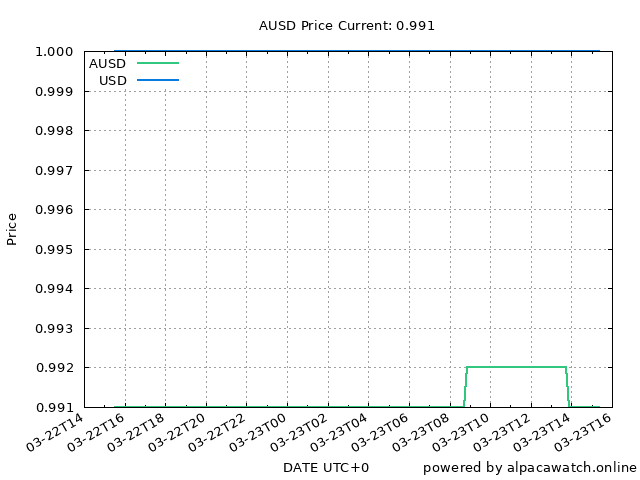 AUSD Price Current: 0.991
1.000
AUSD
USD
0.999
0.998
0.997
0.996
0.995
0.994
0.993
0.992
0.991
Price
03-22T14
03-22T16
03-22T18
03-22T20
03-22T22
03-23T00
03-23T02
03-23T04
03-23T06
03-23T08
03-23T10
03-23T12
03-23T14
03-23T16
DATE UTC+0
powered by alpacawatch.online